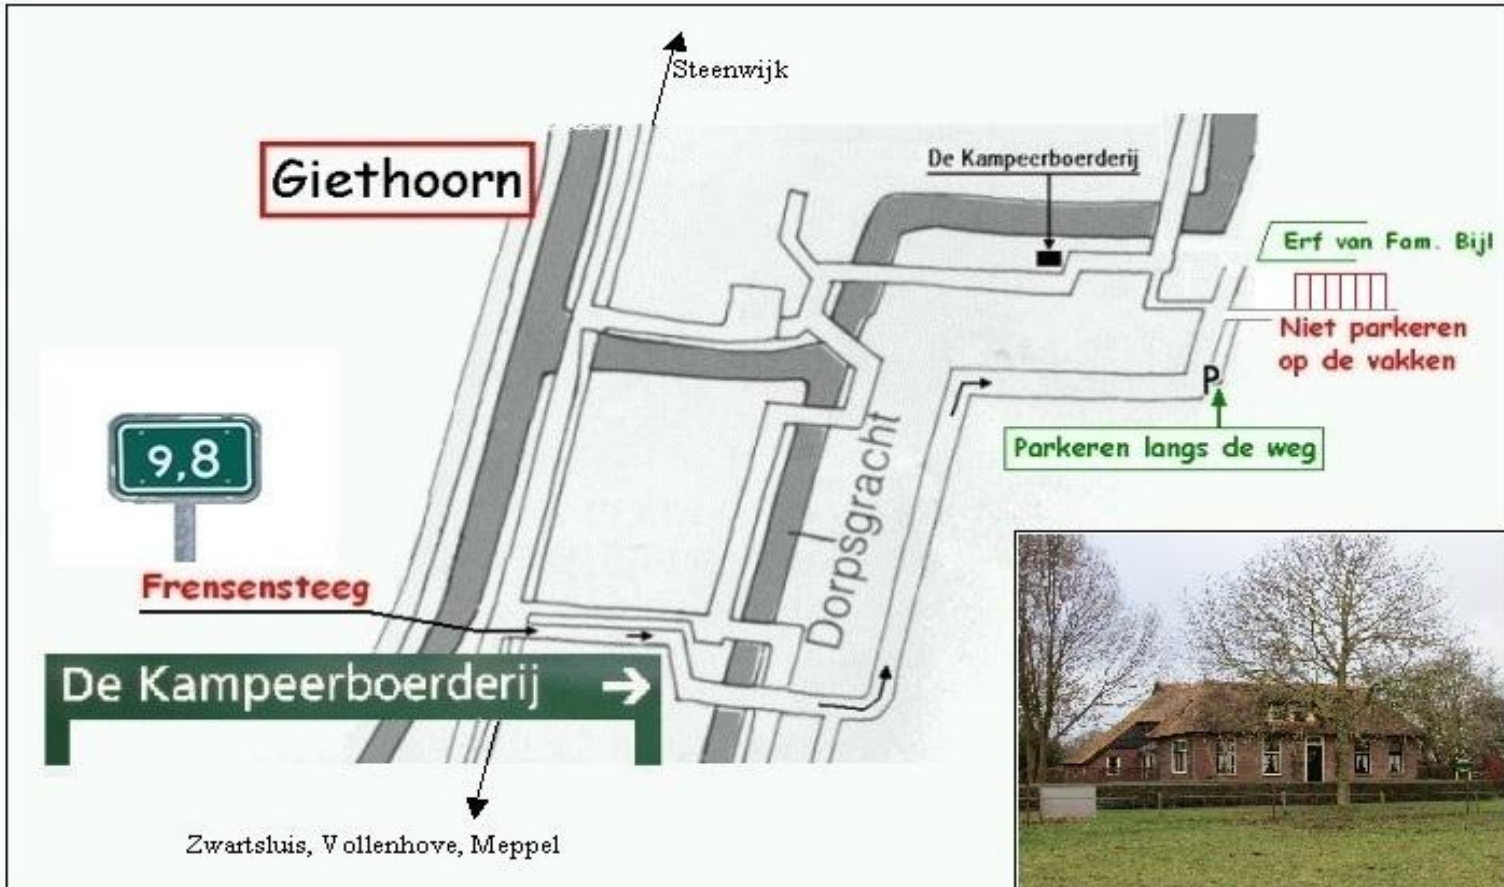 Steenwijk
Giethoorn
De Kampeerboerderij
Erf van Fam. Bijl
Niet parkeren
op de vakken
P
Parkeren langs de weg
9,8
Dorpsgracht
Frensensteeg
De Kampeerboerderij
Zwartsluis, Vollenhove, Meppel